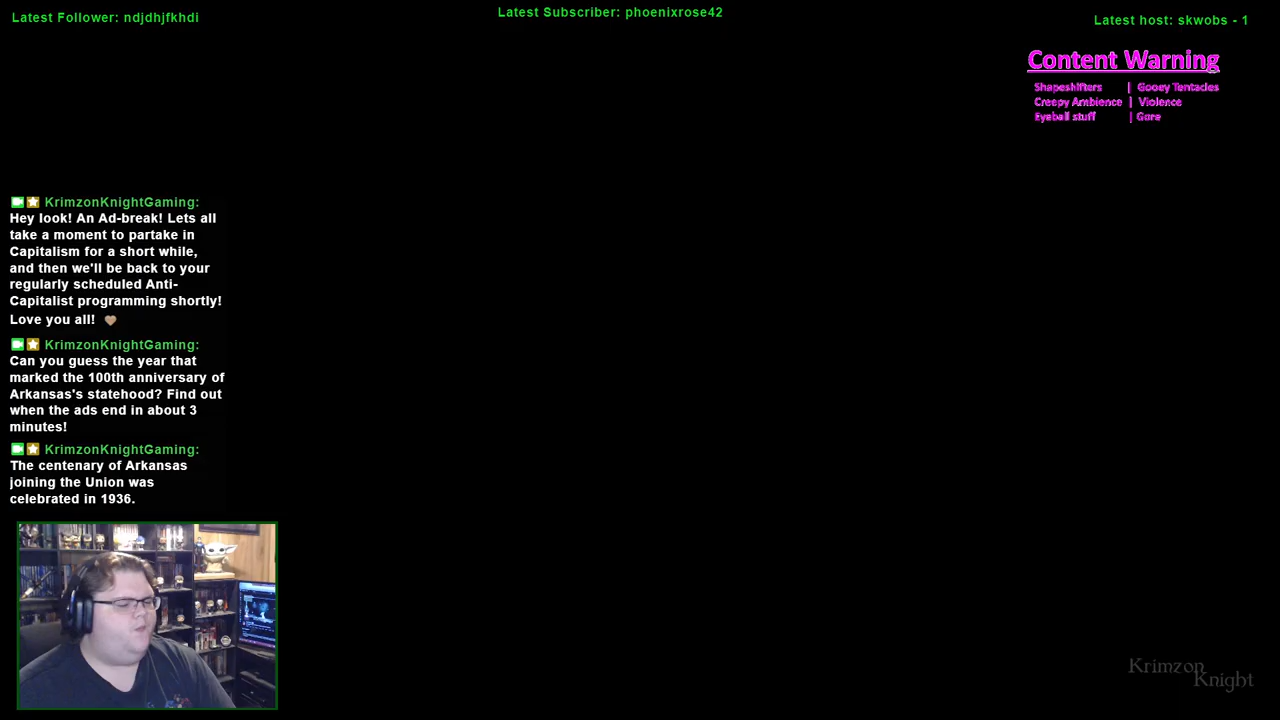 Latest Follower: ndjdhjfkhdi
Latest Subscriber: phoenixrose42
Latest host: skwobs - 1
Content Warning
Shapeshifters | Gooey Tentacles
Creepy Ambience | Violence
Eyeball stuff | Gore
KrimzonKnightGaming:
Hey look! An Ad-break! Lets all
take a moment to partake in
Capitalism for a short while,
and then we'll be back to your
regularly scheduled Anti-
Capitalist programming shortly!
Love you all!
KrimzonKnightGaming:
Can you guess the year that
marked the 100th anniversary of
Arkansas's statehood? Find out
when the ads end in about 3
minutes!
KrimzonKnightGaming:
The centenary of Arkansas
joining the Union was
celebrated in 1936.
Krimzon
Knight